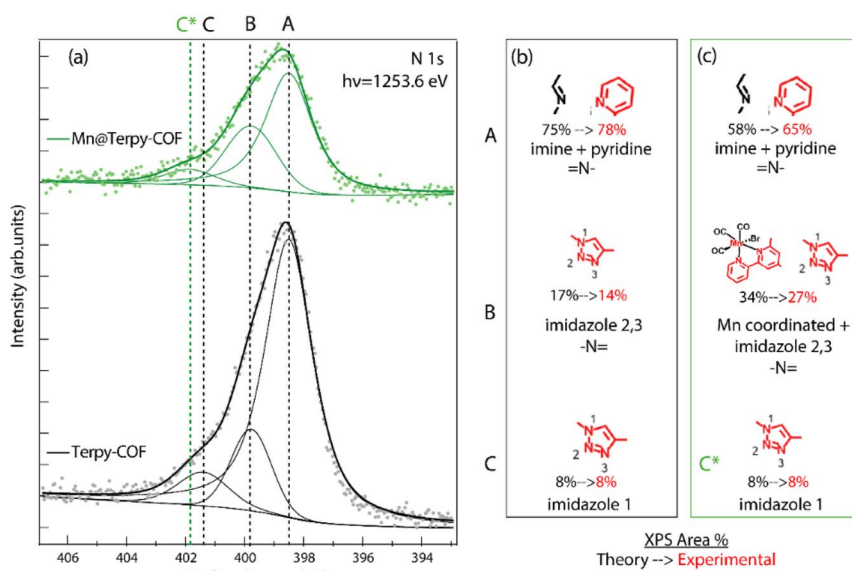 C* C B A
(a)
N 1s
hν=1253.6 eV
Mn@Terpy-COF
Terpy-COF
Intensity (arb.units)
406 404 402 400 398 396 394
(b)
A
N
N
75% --> 78%
imine + pyridine
=N-
B
1
N
2 N N 3
17%-->14%
imidazole 2,3
-N=
C
1
N
2 N N 3
8%-->8%
imidazole 1
(c)
N
N
58% --> 65%
imine + pyridine
=N-
CO
OC
Mn Br
OC
N N
1
N
2 N N 3
34%-->27%
Mn coordinated +
imidazole 2,3
-N=
C*
1
N
2 N N 3
8%-->8%
imidazole 1
XPS Area %
Theory --> Experimental